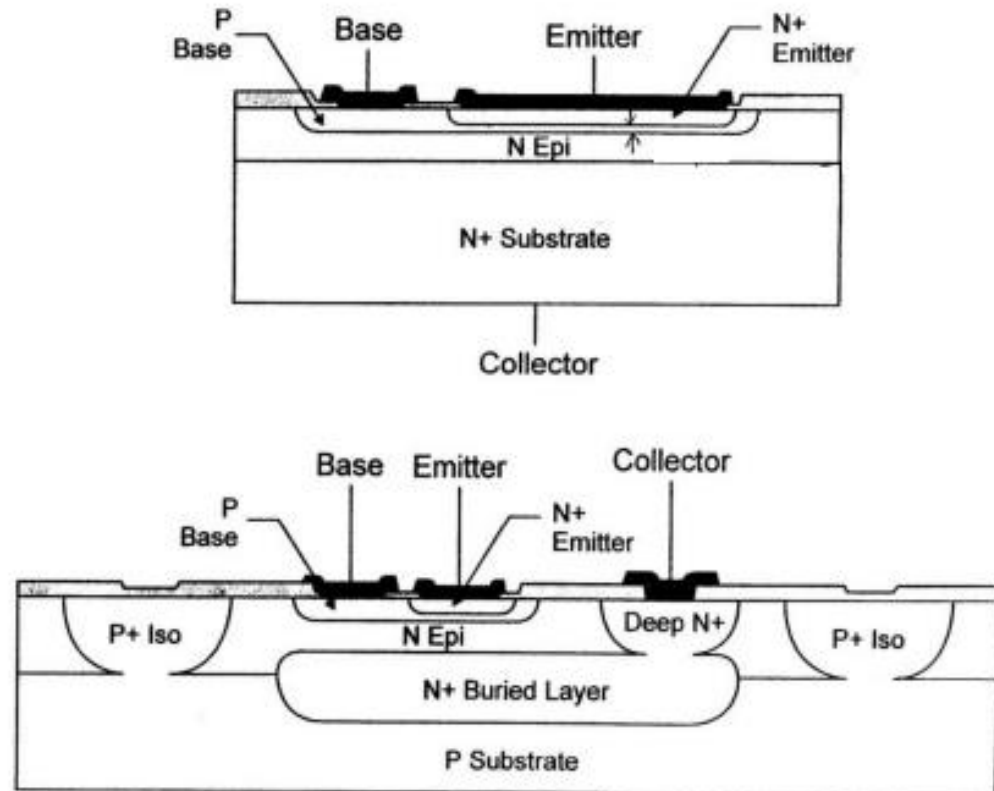 P
Base
Base
Emitter
N+
Emitter
N Epi
N+ Substrate
Collector
P
Base
Base
Emitter
N+
Emitter
Collector
P+ Iso
N Epi
Deep N+
P+ Iso
N+ Buried Layer
P Substrate